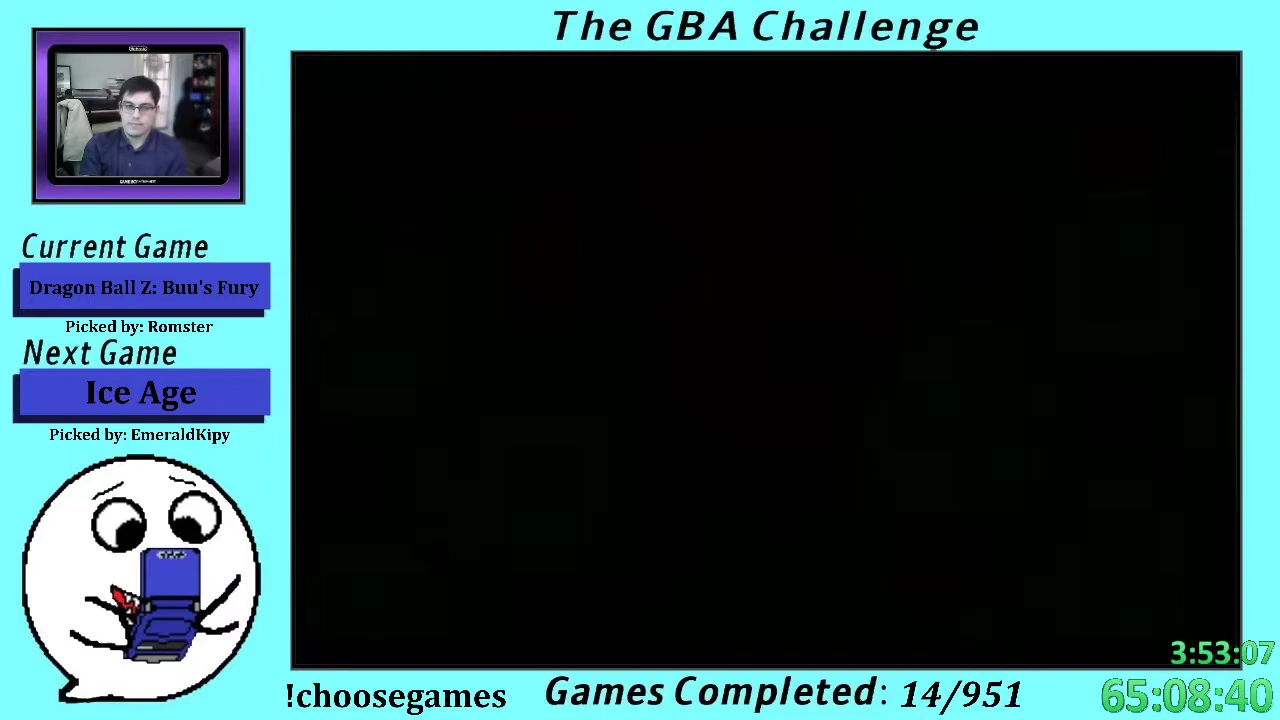 The GBA Challenge
Current Game
Dragon Ball Z: Buu's Fury
Picked by: Romster
Next Game
Ice Age
Picked by: EmeraldKipy
3:53:07
!choosegames
Games Completed: 14/951
65:08:40